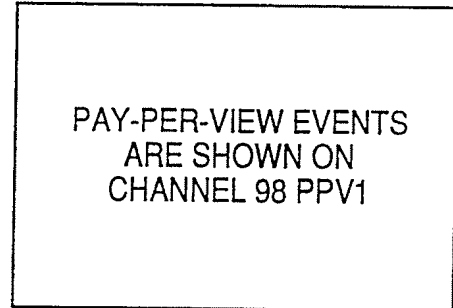 PAY-PER-VIEW EVENTS
ARE SHOWN ON
CHANNEL 98 PPV1